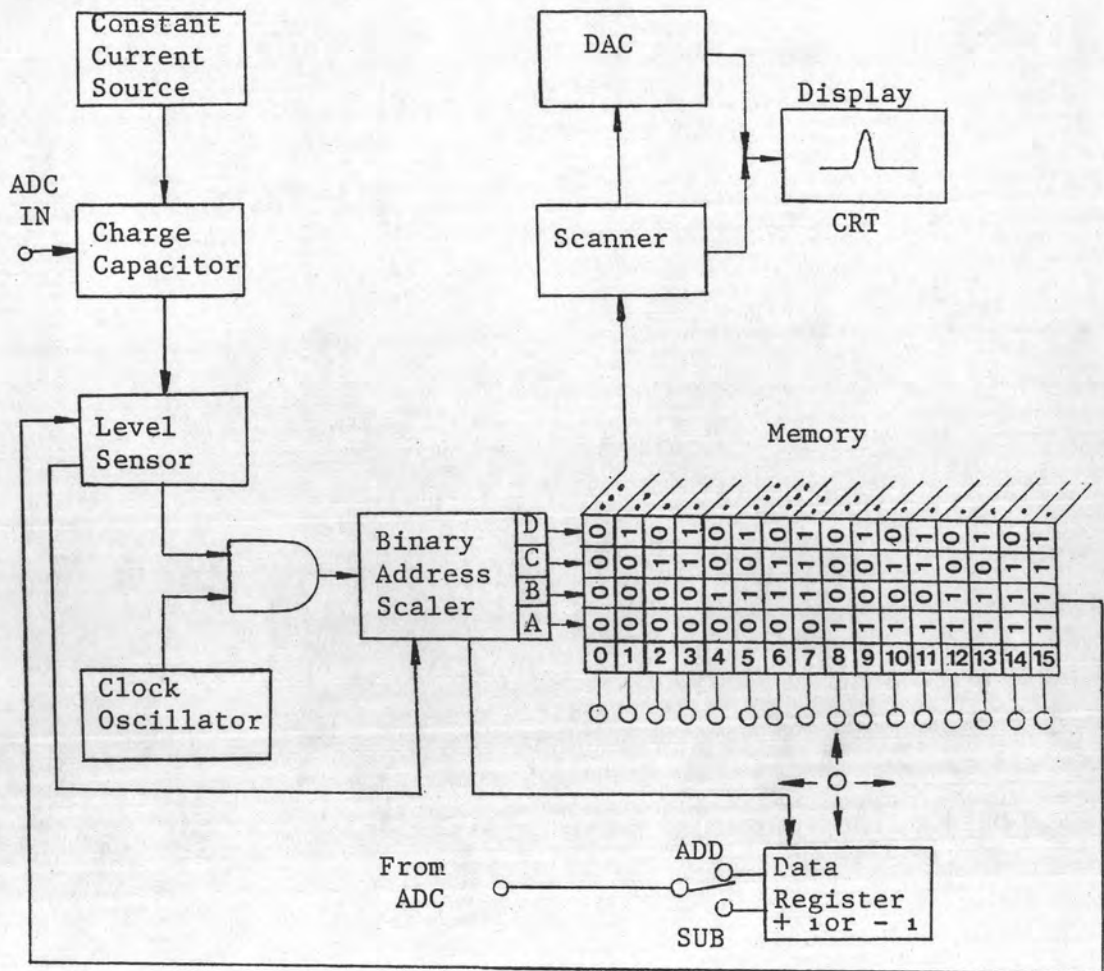 Constant
Current
Source
DAC
Display
CRT
ADC
IN
Charge
Capacitor
Scanner
Level
Sensor
Memory
Binary
Address
Scaler
D 0 1 0 1 0 1 0 1 0 1 0 1 0 1 0 1
C 0 0 1 1 0 0 1 1 0 0 1 1 0 0 1 1
B 0 0 0 0 1 1 1 1 0 0 0 0 1 1 1 1
A 0 0 0 0 0 0 0 0 1 1 1 1 1 1 1 1
0 1 2 3 4 5 6 7 8 9 10 11 12 13 14 15
Clock
Oscillator
From
ADC
ADD
SUB
Data
Register
+ 1or - 1